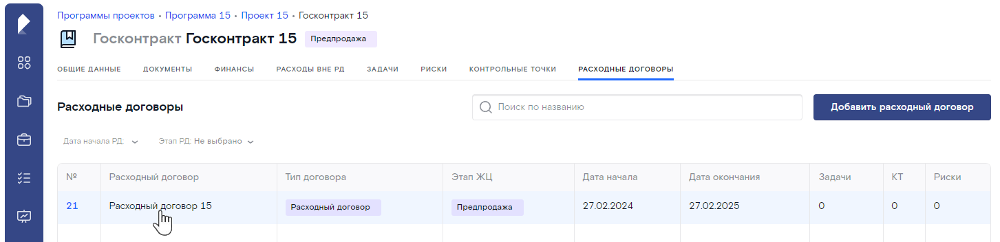 Программы проектов • Программа 15 • Проект 15 • Госконтракт 15
Госконтракт Госконтракт 15 Предпродажа
ОБЩИЕ ДАННЫЕ ДОКУМЕНТЫ ФИНАНСЫ РАСХОДЫ ВНЕ РД ЗАДАЧИ РИСКИ КОНТРОЛЬНЫЕ ТОЧКИ РАСХОДНЫЕ ДОГОВОРЫ
Расходные договоры Поиск по названию Добавить расходный договор
Дата начала РД: Этап РД: Не выбрано
№ Расходный договор Тип договора Этап ЖЦ Дата начала Дата окончания Задачи КТ Риски
21 Расходный договор 15 Расходный договор Предпродажа 27.02.2024 27.02.2025 0 0 0